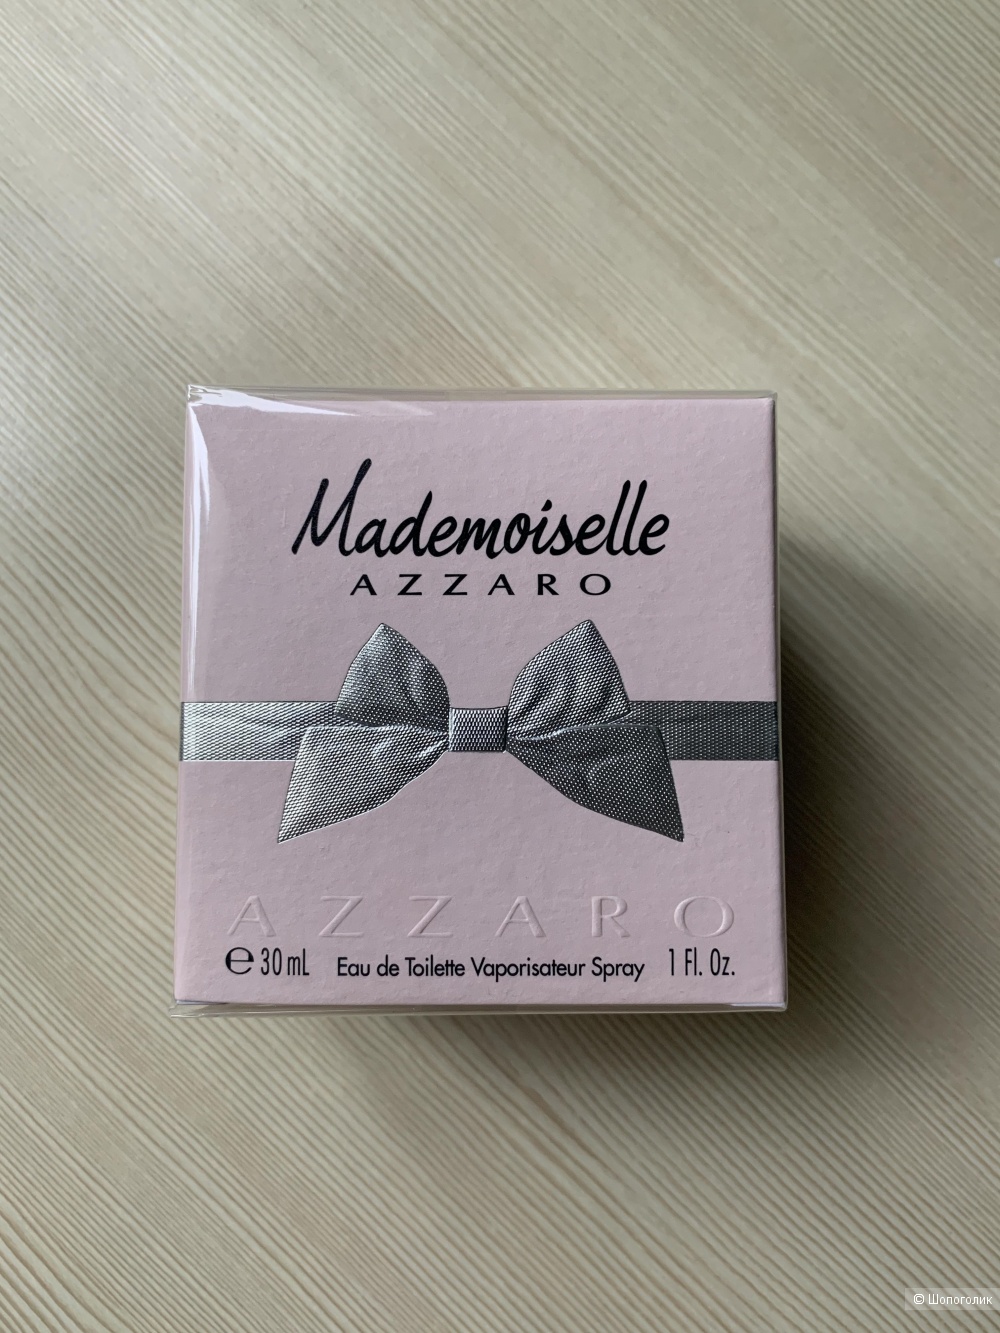 Mademoiselle
AZZARO
AZZARO
℮ 30 mL Eau de Toilette Vaporisateur Spray 1 Fl. Oz.
© Шопоголик